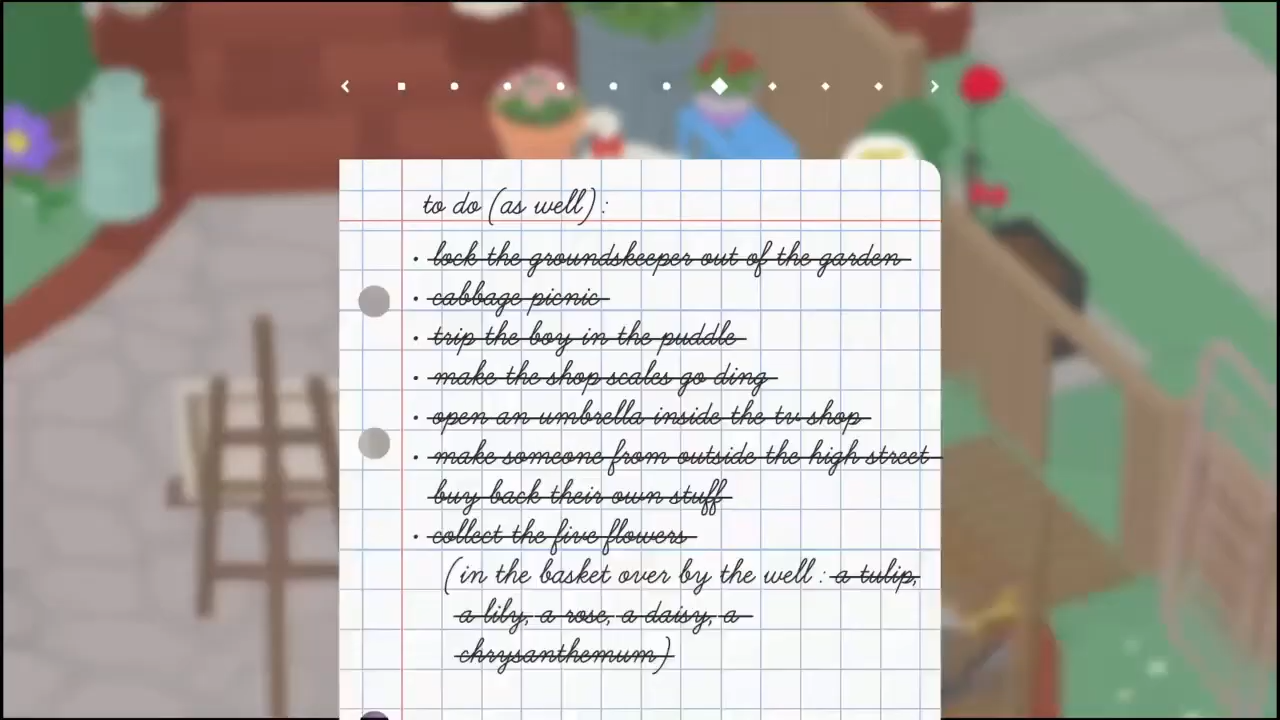 to do (as well) :
• lock the groundskeeper out of the garden
• cabbage picnic
• trip the boy in the puddle
• make the shop scales go ding
• open an umbrella inside the tv shop
• make someone from outside the high street
buy back their own stuff
• collect the five flowers
(in the basket over by the well : a tulip,
a lily, a rose, a daisy, a
chrysanthemum)